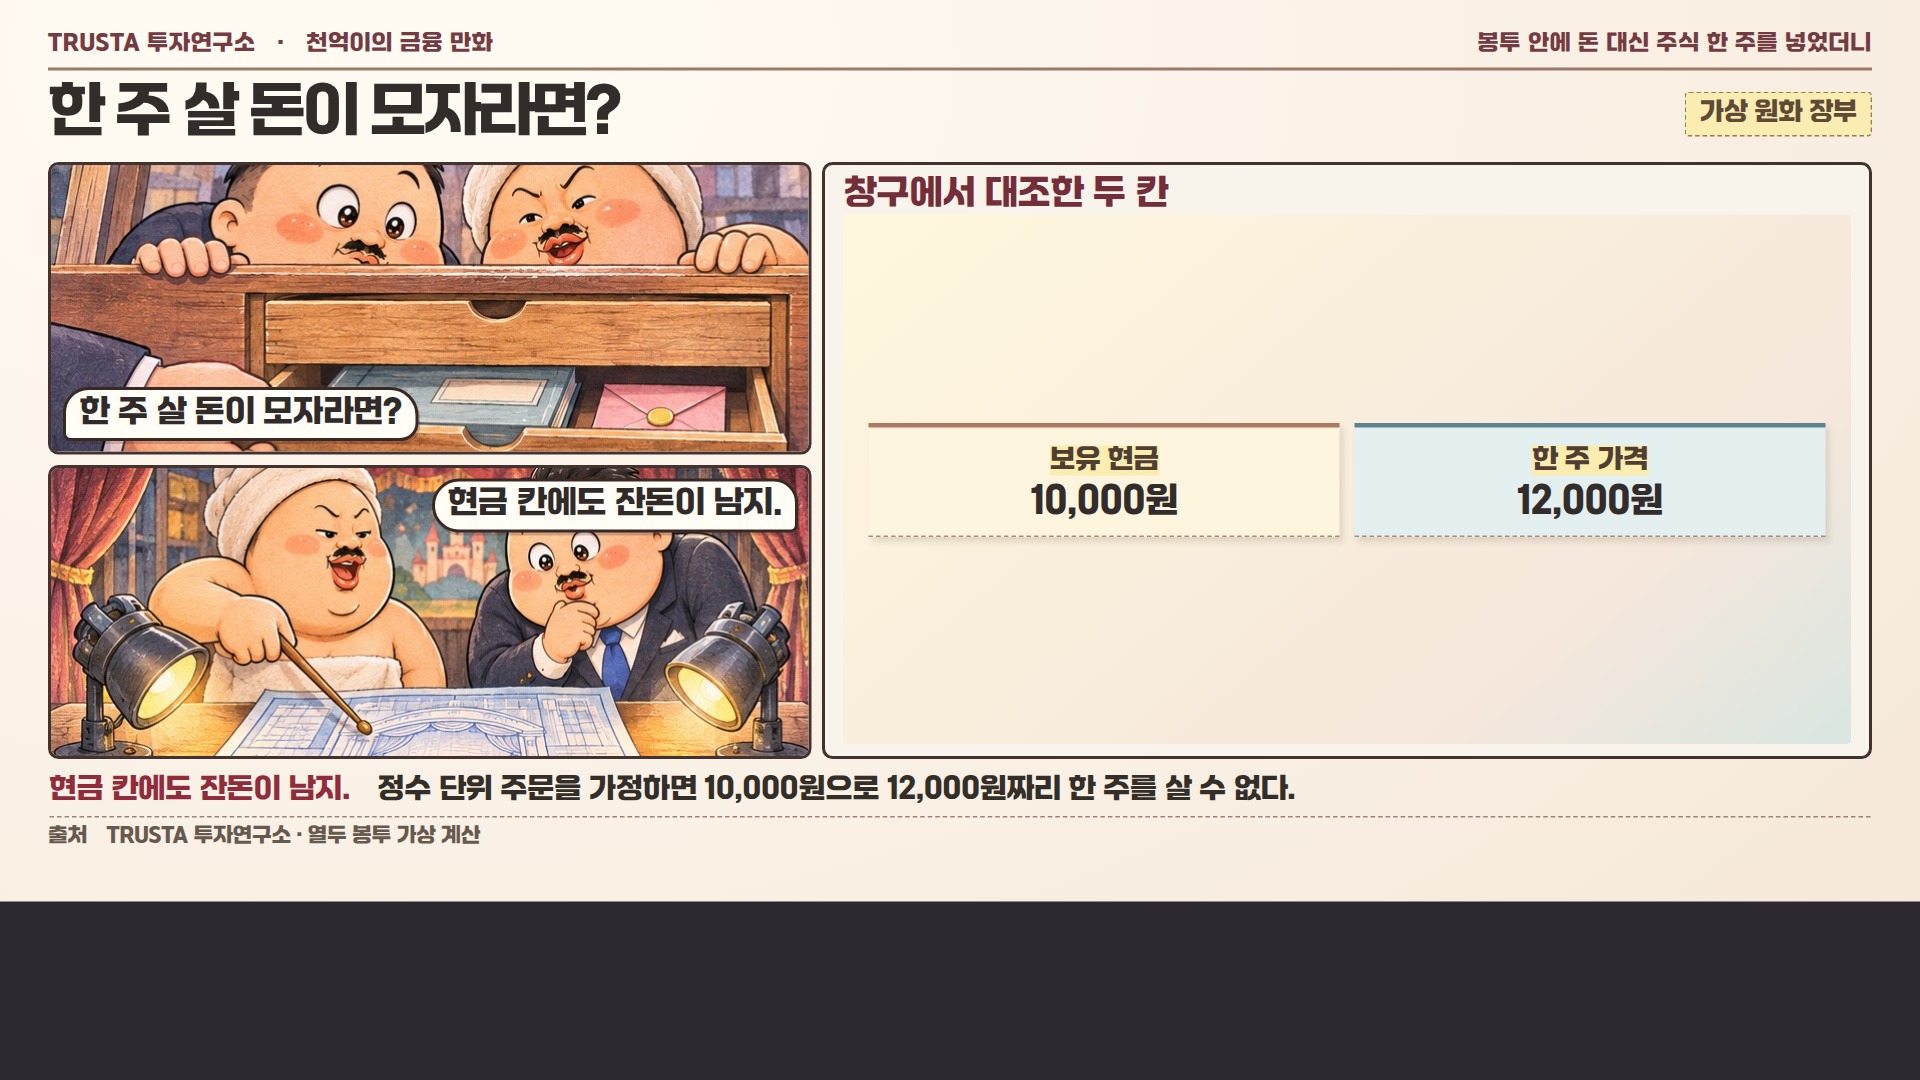 TRUSTA 투자연구소 · 천억이의 금융 만화
봉투 안에 돈 대신 주식 한 주를 넣었더니
한 주 살 돈이 모자라면?
가상 원화 장부
한 주 살 돈이 모자라면?
현금 칸에도 잔돈이 남지.
창구에서 대조한 두 칸
보유 현금
10,000원
한 주 가격
12,000원
현금 칸에도 잔돈이 남지. 정수 단위 주문을 가정하면 10,000원으로 12,000원짜리 한 주를 살 수 없다.
출처 TRUSTA 투자연구소 · 열두 봉투 가상 계산